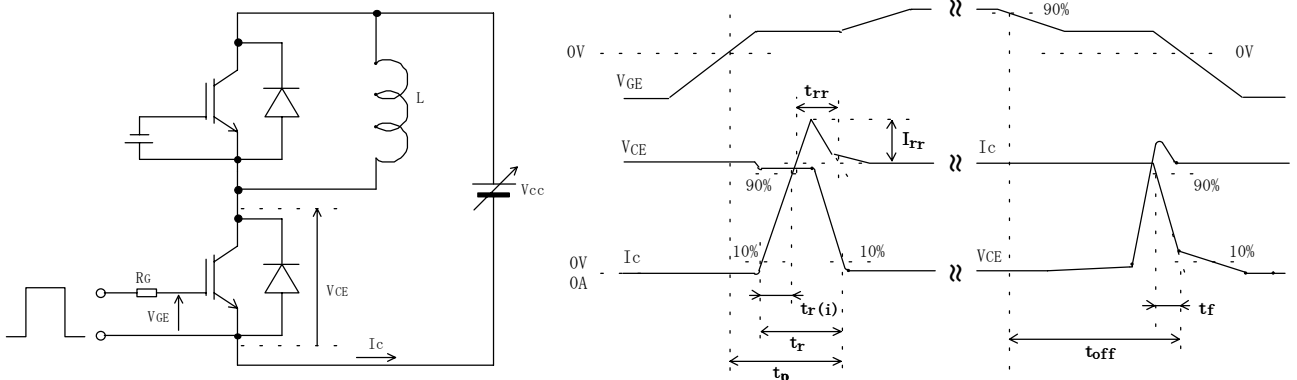 L
Vcc
RG
VGE
VCE
Ic
0V
VGE
90%
0V
trr
Irr
VCE
Ic
90%
90%
Ic
10%
10%
VCE
10%
0V
0A
tr(i)
tf
tr
toff